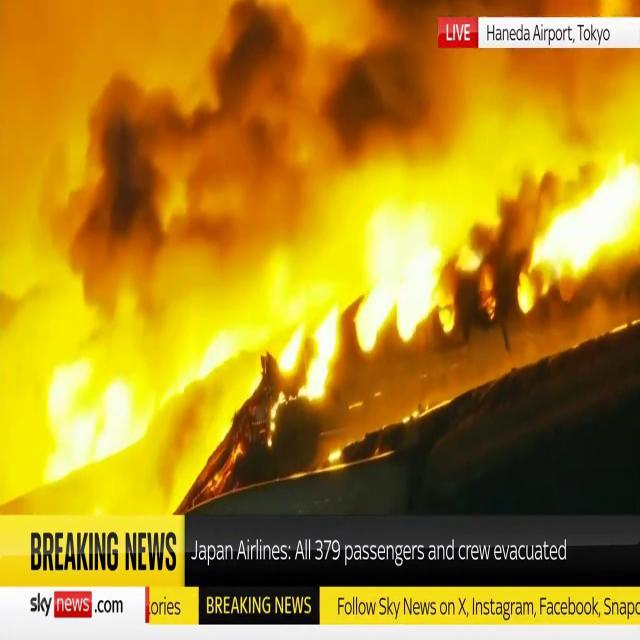 LIVE Haneda Airport, Tokyo
BREAKING NEWS
Japan Airlines: All 379 passengers and crew evacuated
sky news.com
BREAKING NEWS Follow Sky News on X, Instagram, Facebook,